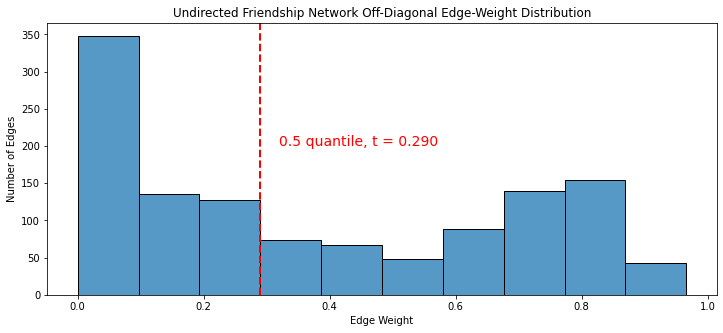 Undirected Friendship Network Off-Diagonal Edge-Weight Distribution
350
300
250
200
150
100
50
0
Number of Edges
0.5 quantile, t = 0.290
0.0 0.2 0.4 0.6 0.8 1.0
Edge Weight